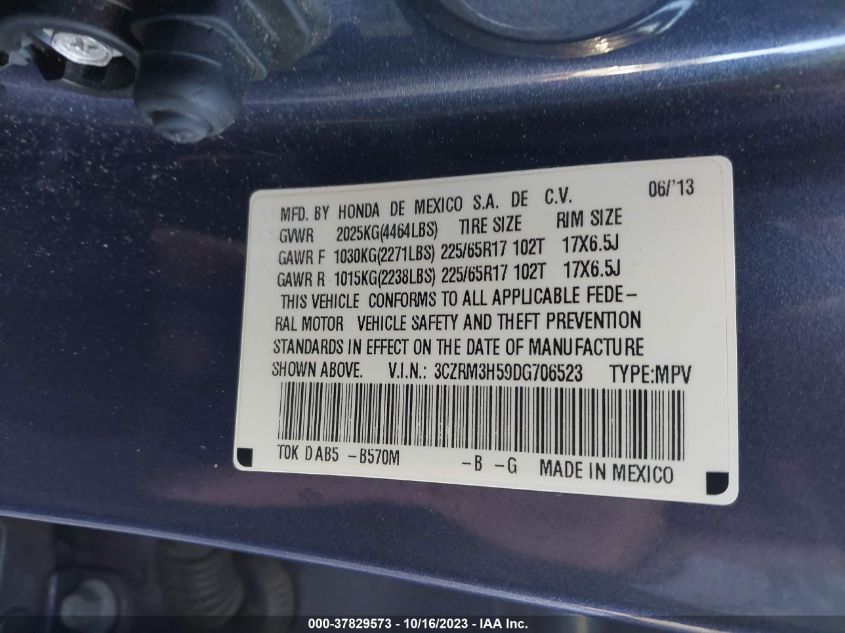 MFD. BY HONDA DE MEXICO S.A. DE C.V. 06/'13
GVWR 2025KG(4464LBS) TIRE SIZE RIM SIZE
GAWR F 1030KG(2271LBS) 225/65R17 102T 17X6.5J
GAWR R 1015KG(2238LBS) 225/65R17 102T 17X6.5J
THIS VEHICLE CONFORMS TO ALL APPLICABLE FEDE-
RAL MOTOR VEHICLE SAFETY AND THEFT PREVENTION
STANDARDS IN EFFECT ON THE DATE OF MANUFACTURE
SHOWN ABOVE. V.I.N.: 3CZRM3H59DG706523 TYPE:MPV
T0K D AB5 -B570M -B -G MADE IN MEXICO
000-37829573 - 10/16/2023 - IAA Inc.